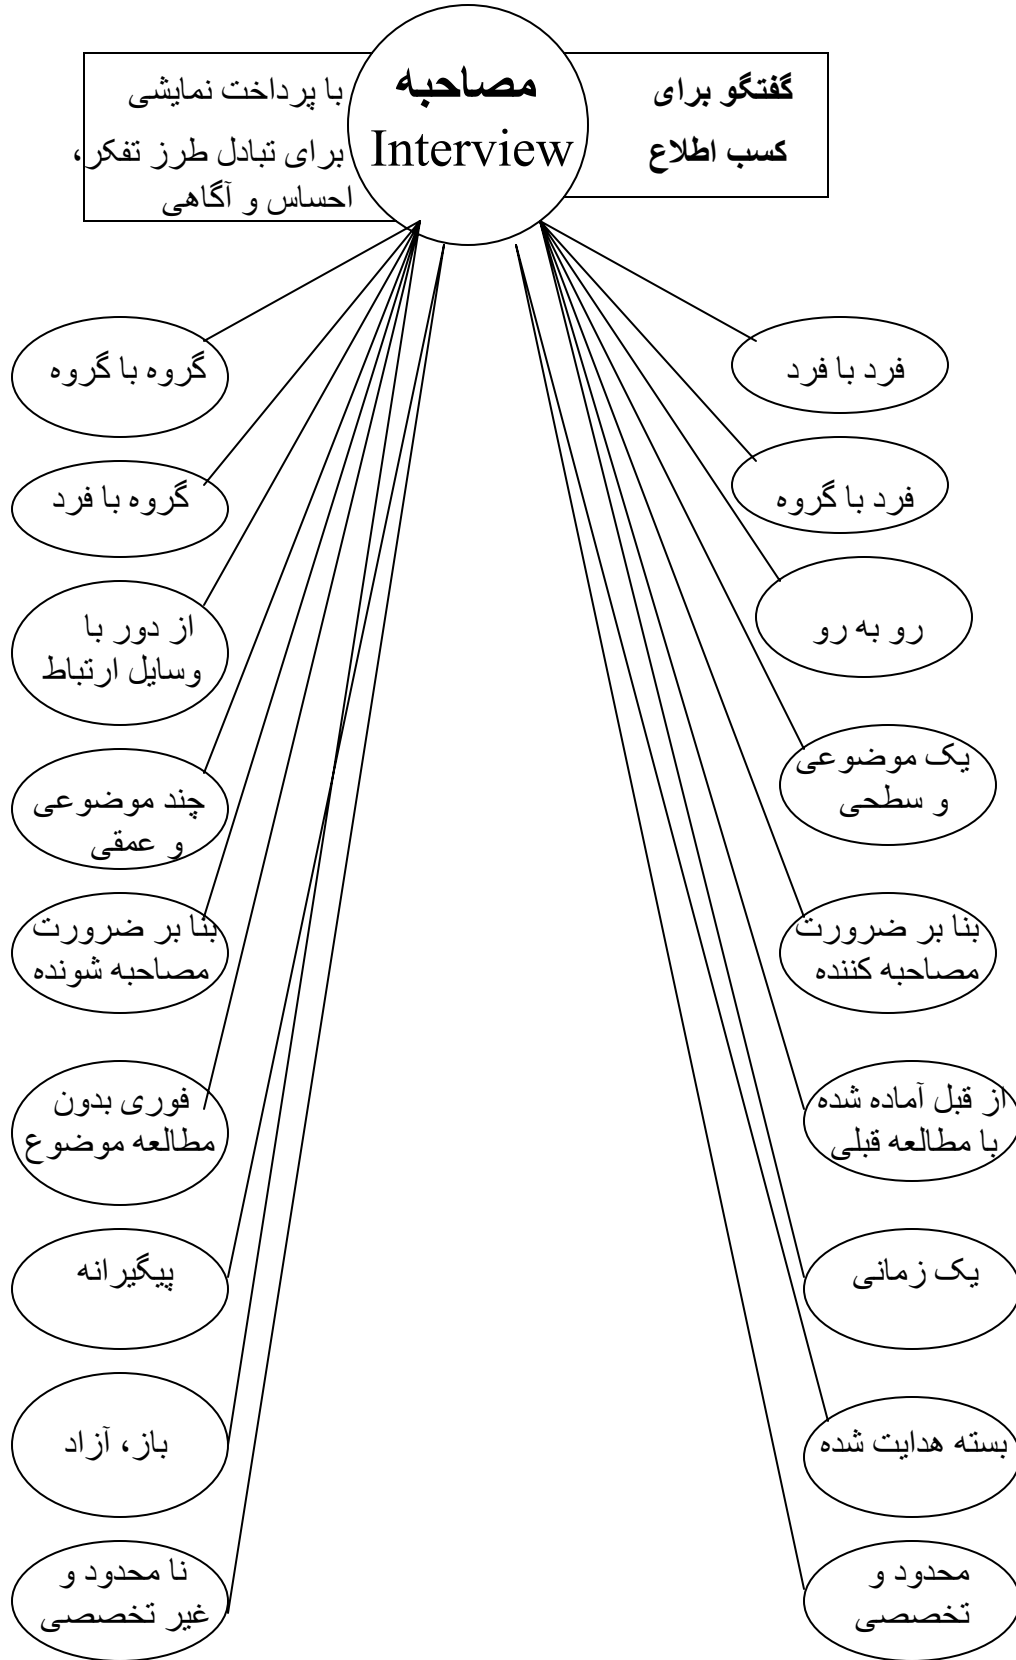 مصاحبه
Interview
گفتگو برای
کسب اطلاع
با پرداخت نمایشی
برای تبادل طرز تفکر،
احساس و آگاهی
فرد با فرد
گروه با گروه
فرد با گروه
گروه با فرد
رو به رو
از دور با
وسایل ارتباط
یک موضوعی
و سطحی
چند موضوعی
و عمقی
بنا بر ضرورت
مصاحبه کننده
بنا بر ضرورت
مصاحبه شونده
از قبل آماده شده
با مطالعه قبلی
فوری بدون
مطالعه موضوع
یک زمانی
پیگیرانه
بسته هدایت شده
باز، آزاد
محدود و
تخصصی
نا محدود و
غیر تخصصی